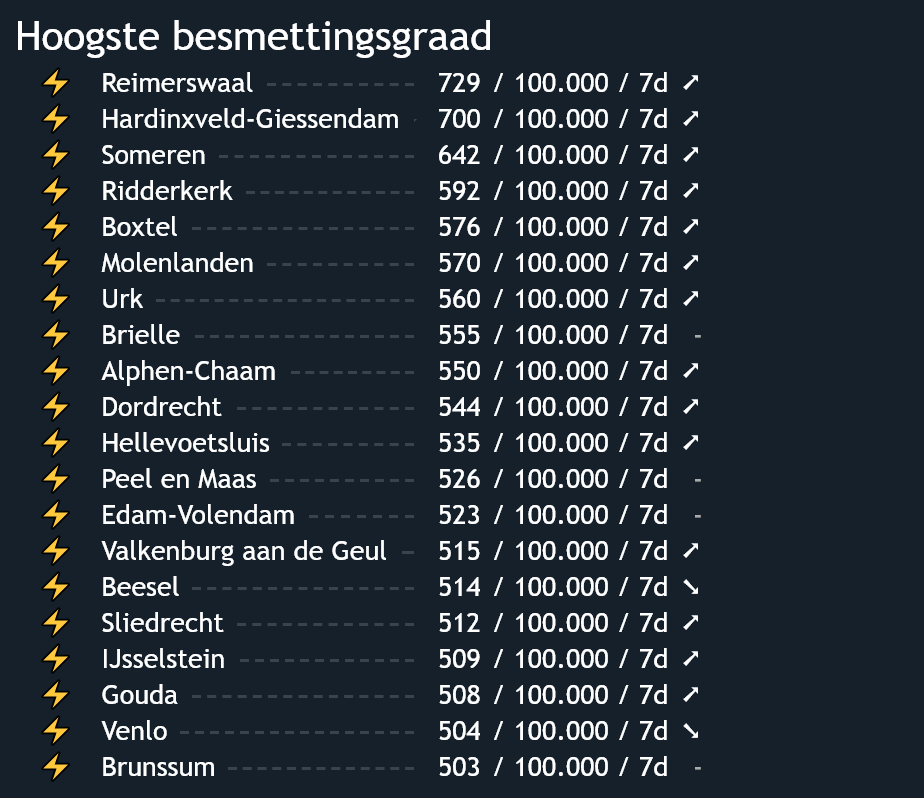 Hoogste besmettingsgraad
⚡ Reimerswaal ----------- 729 / 100.000 / 7d ➚
⚡ Hardinxveld-Giessendam - 700 / 100.000 / 7d ➚
⚡ Someren -------------- 642 / 100.000 / 7d ➚
⚡ Ridderkerk ------------ 592 / 100.000 / 7d ➚
⚡ Boxtel ---------------- 576 / 100.000 / 7d ➚
⚡ Molenlanden ----------- 570 / 100.000 / 7d ➚
⚡ Urk ------------------- 560 / 100.000 / 7d ➚
⚡ Brielle ---------------- 555 / 100.000 / 7d -
⚡ Alphen-Chaam --------- 550 / 100.000 / 7d ➚
⚡ Dordrecht ------------- 544 / 100.000 / 7d ➚
⚡ Hellevoetsluis ---------- 535 / 100.000 / 7d ➚
⚡ Peel en Maas ----------- 526 / 100.000 / 7d -
⚡ Edam-Volendam -------- 523 / 100.000 / 7d -
⚡ Valkenburg aan de Geul - 515 / 100.000 / 7d ➚
⚡ Beesel ---------------- 514 / 100.000 / 7d ➘
⚡ Sliedrecht ------------- 512 / 100.000 / 7d ➚
⚡ IJsselstein ------------- 509 / 100.000 / 7d ➚
⚡ Gouda ---------------- 508 / 100.000 / 7d ➚
⚡ Venlo ----------------- 504 / 100.000 / 7d ➘
⚡ Brunssum -------------- 503 / 100.000 / 7d -